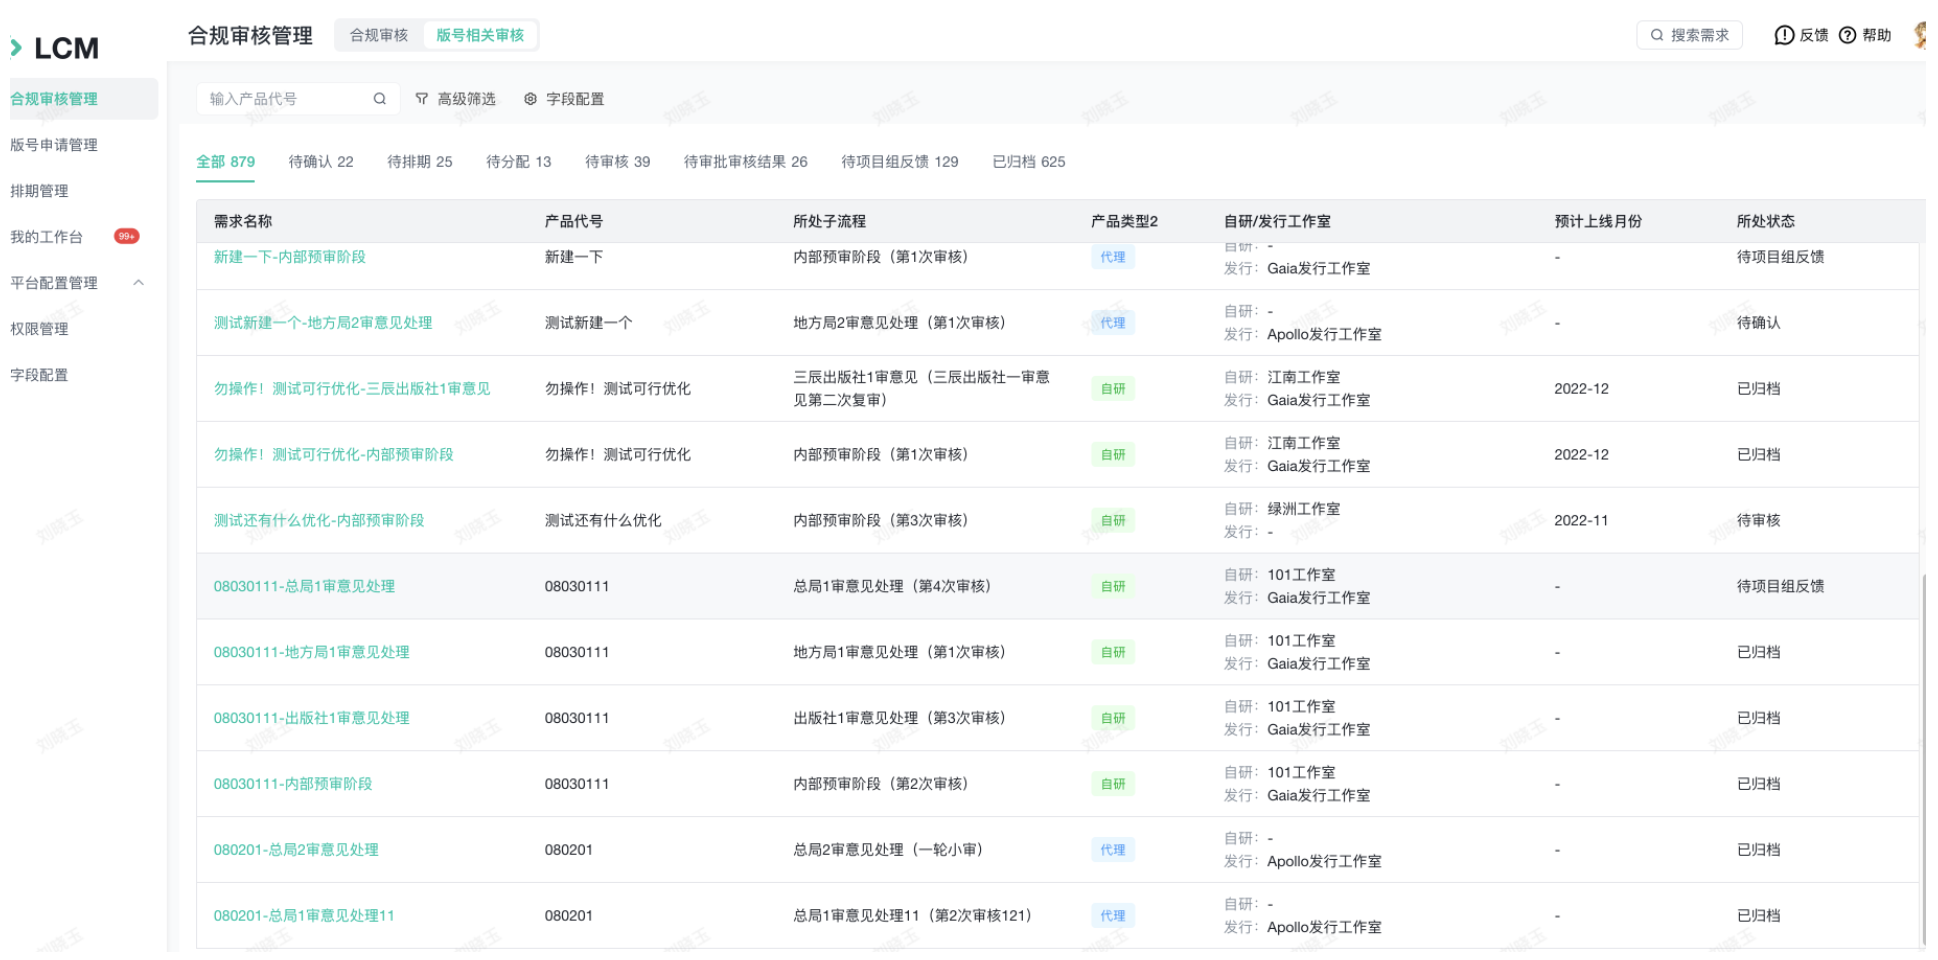 LCM
合规审核管理
版号申请管理
排期管理
我的工作台 99+
平台配置管理
权限管理
字段配置
合规审核管理 合规审核 版号相关审核 搜索需求 反馈 帮助
输入产品代号 高级筛选 字段配置
全部 879 待确认 22 待排期 25 待分配 13 待审核 39 待审批审核结果 26 待项目组反馈 129 已归档 625
需求名称 产品代号 所处子流程 产品类型2 自研/发行工作室 预计上线月份 所处状态
自研： -
新建一下-内部预审阶段 新建一下 内部预审阶段（第1次审核） 代理 - 待项目组反馈
发行： Gaia发行工作室
自研： -
测试新建一个-地方局2审意见处理 测试新建一个 地方局2审意见处理（第1次审核） 代理 - 待确认
发行： Apollo发行工作室
三辰出版社1审意见（三辰出版社一审意 自研： 江南工作室
勿操作！测试可行优化-三辰出版社1审意见 勿操作！测试可行优化 自研 2022-12 已归档
见第二次复审） 发行： Gaia发行工作室
自研： 江南工作室
勿操作！测试可行优化-内部预审阶段 勿操作！测试可行优化 内部预审阶段（第1次审核） 自研 2022-12 已归档
发行： Gaia发行工作室
自研： 绿洲工作室
测试还有什么优化-内部预审阶段 测试还有什么优化 内部预审阶段（第3次审核） 自研 2022-11 待审核
发行： -
自研： 101工作室
08030111-总局1审意见处理 08030111 总局1审意见处理（第4次审核） 自研 - 待项目组反馈
发行： Gaia发行工作室
自研： 101工作室
08030111-地方局1审意见处理 08030111 地方局1审意见处理（第1次审核） 自研 - 已归档
发行： Gaia发行工作室
自研： 101工作室
08030111-出版社1审意见处理 08030111 出版社1审意见处理（第3次审核） 自研 - 已归档
发行： Gaia发行工作室
自研： 101工作室
08030111-内部预审阶段 08030111 内部预审阶段（第2次审核） 自研 - 已归档
发行： Gaia发行工作室
自研： -
080201-总局2审意见处理 080201 总局2审意见处理（一轮小审） 代理 - 已归档
发行： Apollo发行工作室
自研： -
080201-总局1审意见处理11 080201 总局1审意见处理11（第2次审核121） 代理 - 已归档
发行： Apollo发行工作室
刘晓玉